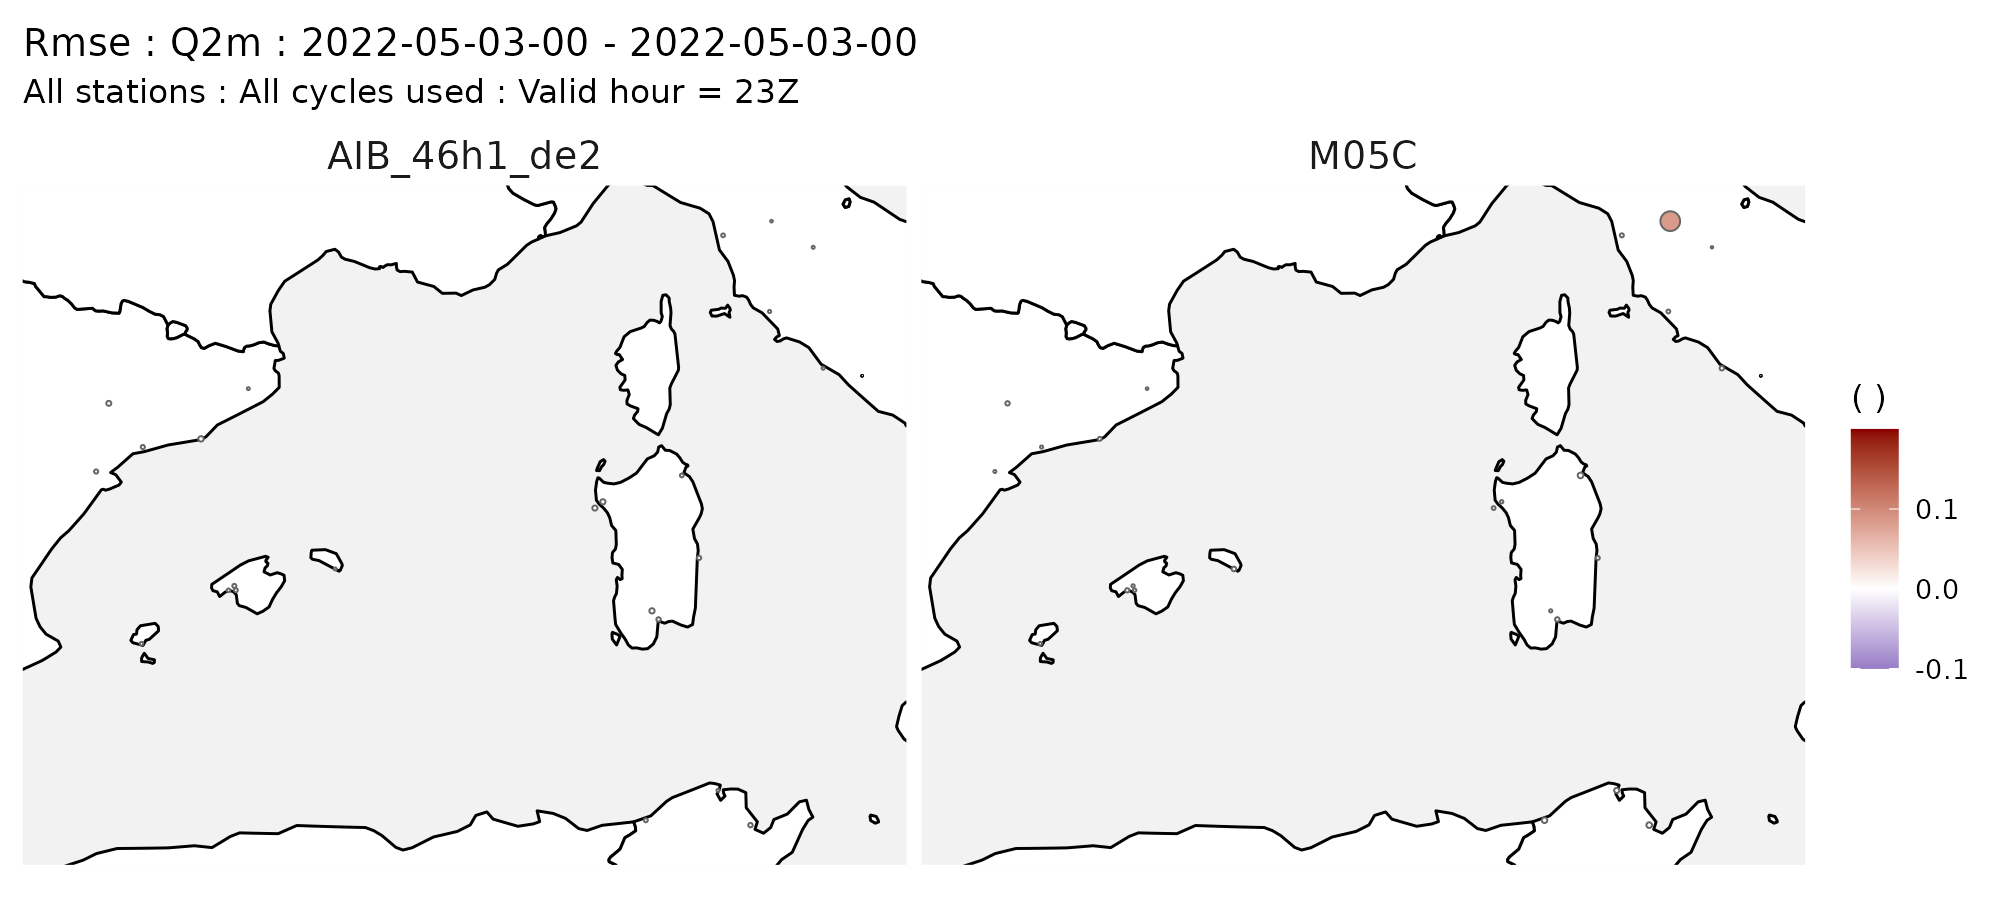 Rmse : Q2m : 2022-05-03-00 - 2022-05-03-00
All stations : All cycles used : Valid hour = 23Z
AIB_46h1_de2
M05C
( )
0.1
0.0
-0.1